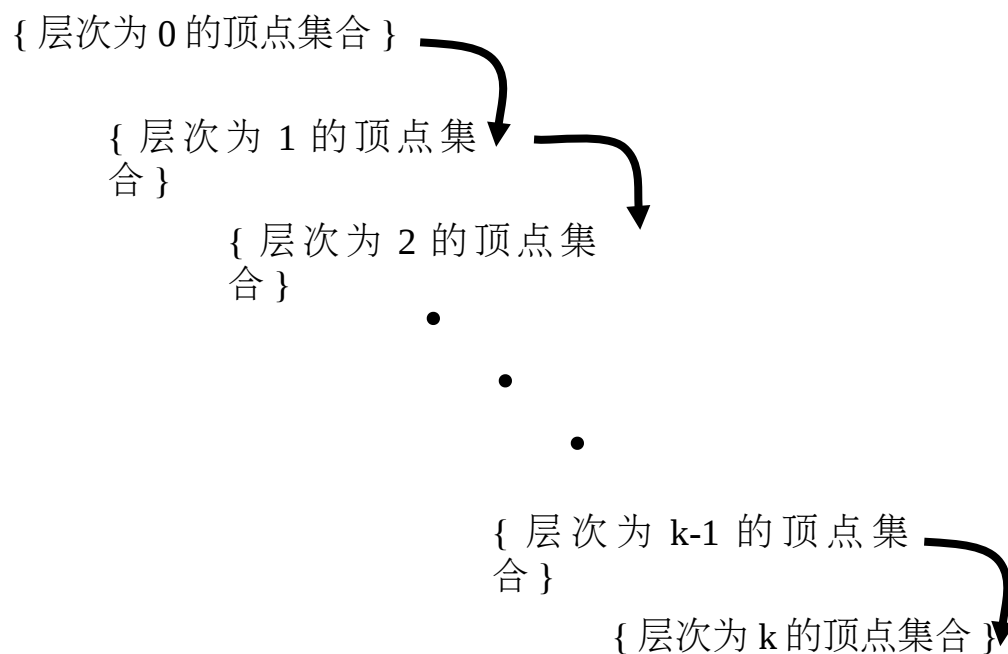 { 层次为 0 的顶点集合 }
{ 层次为 1 的顶点集
合 }
{ 层次为 2 的顶点集
合 }
{ 层次为 k-1 的顶点集
合 }
{ 层次为 k 的顶点集合 }